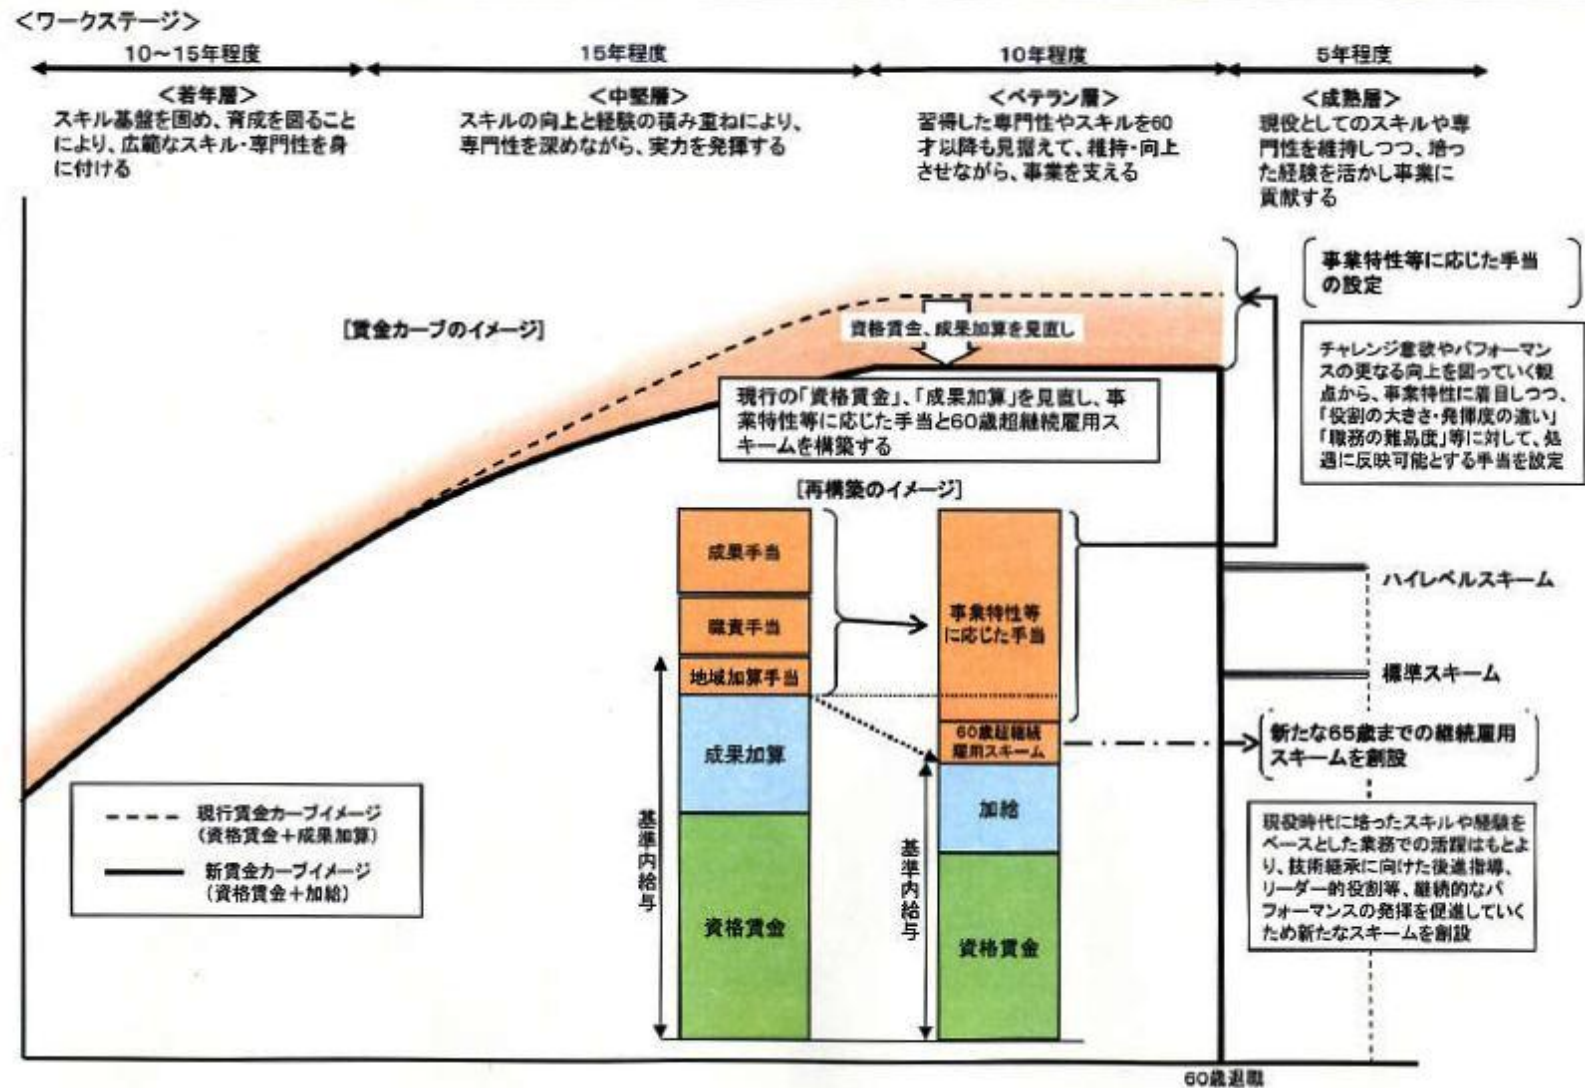 ＜ワークステージ＞
10～15年程度
15年程度
10年程度
5年程度
＜若年層＞
スキル基盤を固め、育成を図ること
により、広範なスキル・専門性を身
に付ける
＜中堅層＞
スキルの向上と経験の積み重ねにより、
専門性を深めながら、実力を発揮する
＜ベテラン層＞
習得した専門性やスキルを60
才以降も見据えて、維持・向上
させながら、事業を支える
＜成熟層＞
現役としてのスキルや専
門性を維持しつつ、培っ
た経験を活かし事業に
貢献する
[賃金カーブのイメージ]
資格賃金、成果加算を見直し
事業特性等に応じた手当
の設定
現行の「資格賃金」、「成果加算」を見直し、事
業特性等に応じた手当と60歳超継続雇用ス
キームを構築する
チャレンジ意欲やパフォーマン
スの更なる向上を図っていく観
点から、事業特性に着目しつつ、
「役割の大きさ・発揮度の違い」
「職務の難易度」等に対して、処
遇に反映可能とする手当を設定
[再構築のイメージ]
成果手当
職責手当
地域加算手当
成果加算
資格賃金
基準内給与
事業特性等
に応じた手当
60歳超継続
雇用スキーム
加給
資格賃金
基準内給与
ハイレベルスキーム
標準スキーム
新たな65歳までの継続雇用
スキームを創設
現役時代に培ったスキルや経験を
ベースとした業務での活躍はもとよ
り、技術継承に向けた後進指導、
リーダー的役割等、継続的なパ
フォーマンスの発揮を促進していく
ため新たなスキームを創設
現行賃金カーブイメージ
（資格賃金＋成果加算）
新賃金カーブイメージ
（資格賃金＋加給）
60歳退職